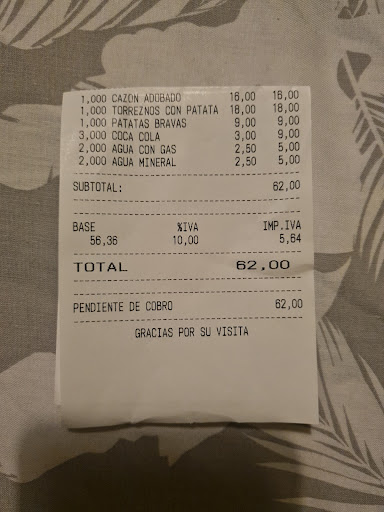 1,000 CAZON ADOBADO 16,00 16,00
1,000 TORREZNOS CON PATATA 18,00 18,00
1,000 PATATAS BRAVAS 9,00 9,00
3,000 COCA COLA 3,00 9,00
2,000 AGUA CON GAS 2,50 5,00
2,000 AGUA MINERAL 2,50 5,00
SUBTOTAL: 62,00
BASE %IVA IMP.IVA
56,36 10,00 5,64
TOTAL 62,00
PENDIENTE DE COBRO 62,00
GRACIAS POR SU VISITA